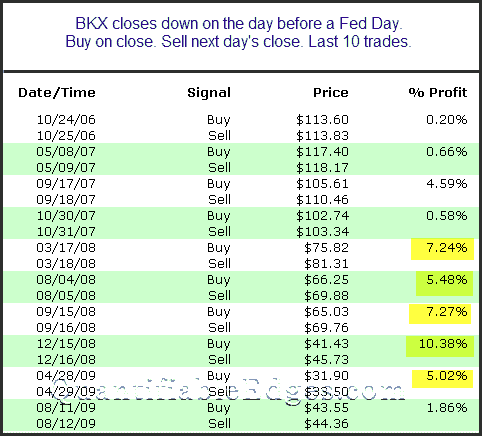 BKX closes down on the day before a Fed Day.
Buy on close. Sell next day's close. Last 10 trades.
Date/Time Signal Price % Profit
10/24/06 Buy $113.60 0.20%
10/25/06 Sell $113.83
05/08/07 Buy $117.40 0.66%
05/09/07 Sell $118.17
09/17/07 Buy $105.61 4.59%
09/18/07 Sell $110.46
10/30/07 Buy $102.74 0.58%
10/31/07 Sell $103.34
03/17/08 Buy $75.82 7.24%
03/18/08 Sell $81.31
08/04/08 Buy $66.25 5.48%
08/05/08 Sell $69.88
09/15/08 Buy $65.03 7.27%
09/16/08 Sell $69.76
12/15/08 Buy $41.43 10.38%
12/16/08 Sell $45.73
04/28/09 Buy $31.90 5.02%
04/29/09 Sell $33.50
QuantifiableEdges.com
08/11/09 Buy $43.55 1.86%
08/12/09 Sell $44.36